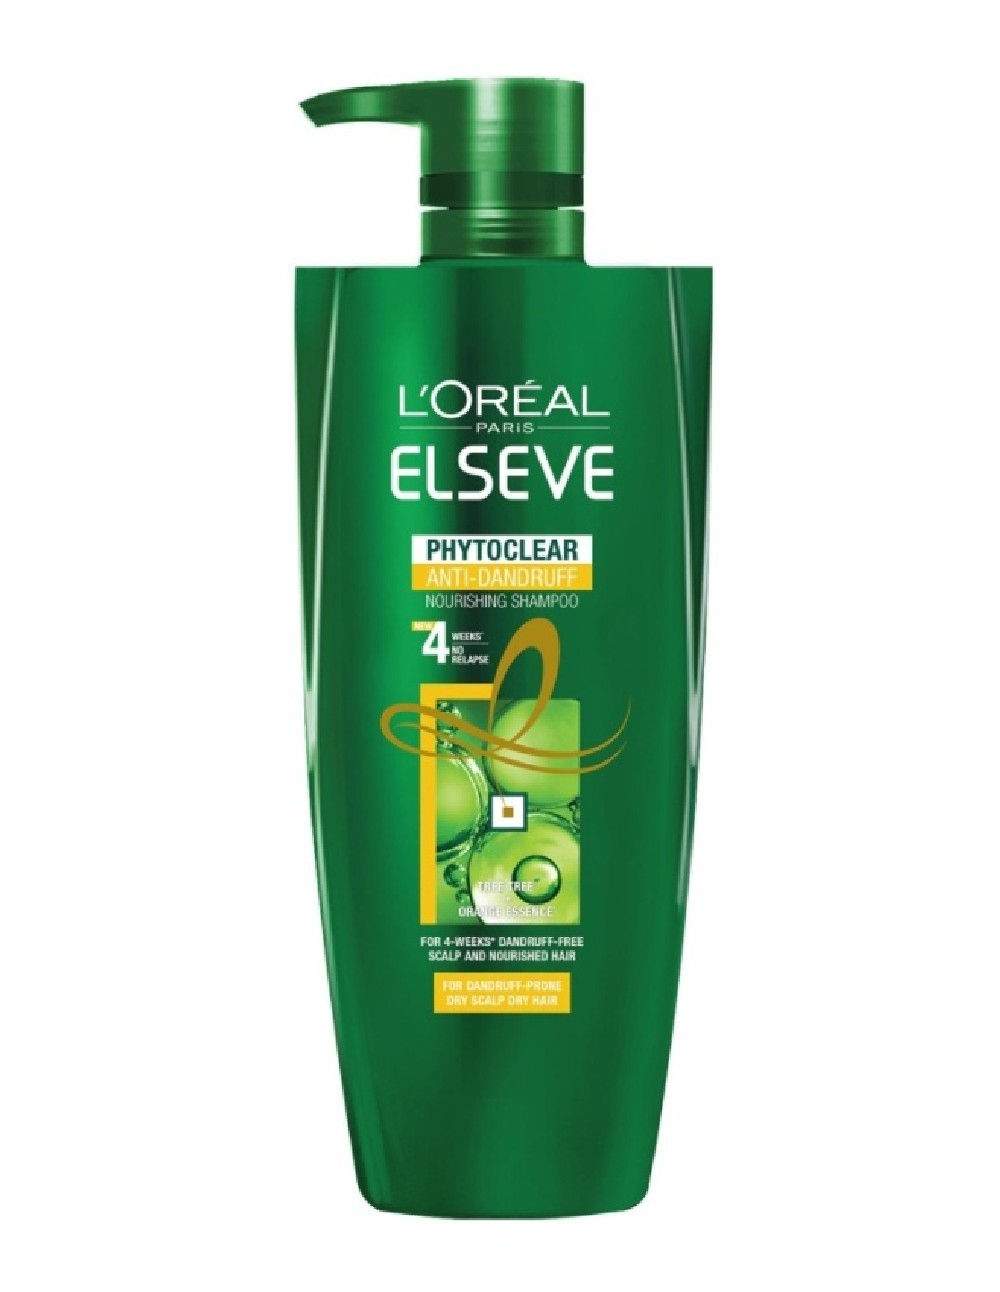 L'ORÉAL
PARIS
ELSEVE
PHYTOCLEAR
ANTI-DANDRUFF
NOURISHING SHAMPOO
NEW
4 WEEKS*
NO
RELAPSE
TREE TREE
+
ORANGE ESSENCE
FOR 4-WEEKS* DANDRUFF-FREE
SCALP AND NOURISHED HAIR
FOR DANDRUFF-PRONE
DRY SCALP DRY HAIR